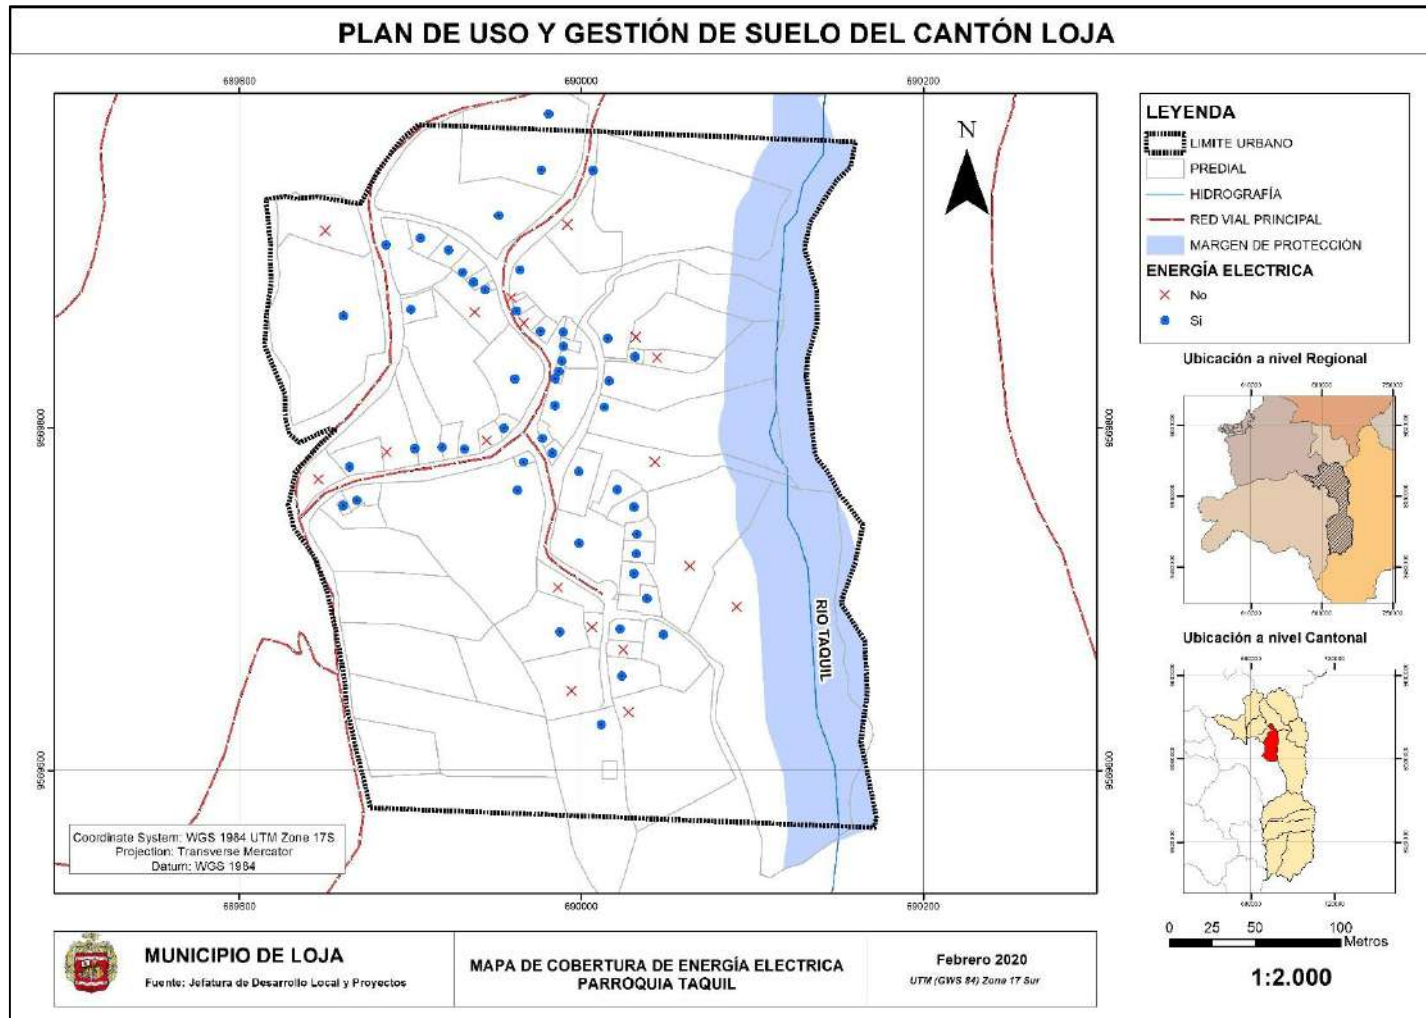 PLAN DE USO Y GESTIÓN DE SUELO DEL CANTÓN LOJA
689800
690000
690200
N
LEYENDA
LIMITE URBANO
PREDIAL
HIDROGRAFÍA
RED VIAL PRINCIPAL
MARGEN DE PROTECCIÓN
ENERGÍA ELECTRICA
No
Si
Ubicación a nivel Regional
Ubicación a nivel Cantonal
9569800
9569800
9569600
9569600
RIO TAQUIL
Coordinate System: WGS 1984 UTM Zone 17S
Projection: Transverse Mercator
Datum: WGS 1984
689800
690000
690200
0 25 50 100
Metros
1:2.000
MUNICIPIO DE LOJA
Fuente: Jefatura de Desarrollo Local y Proyectos
MAPA DE COBERTURA DE ENERGÍA ELECTRICA
PARROQUIA TAQUIL
Febrero 2020
UTM (GWS 84) Zona 17 Sur